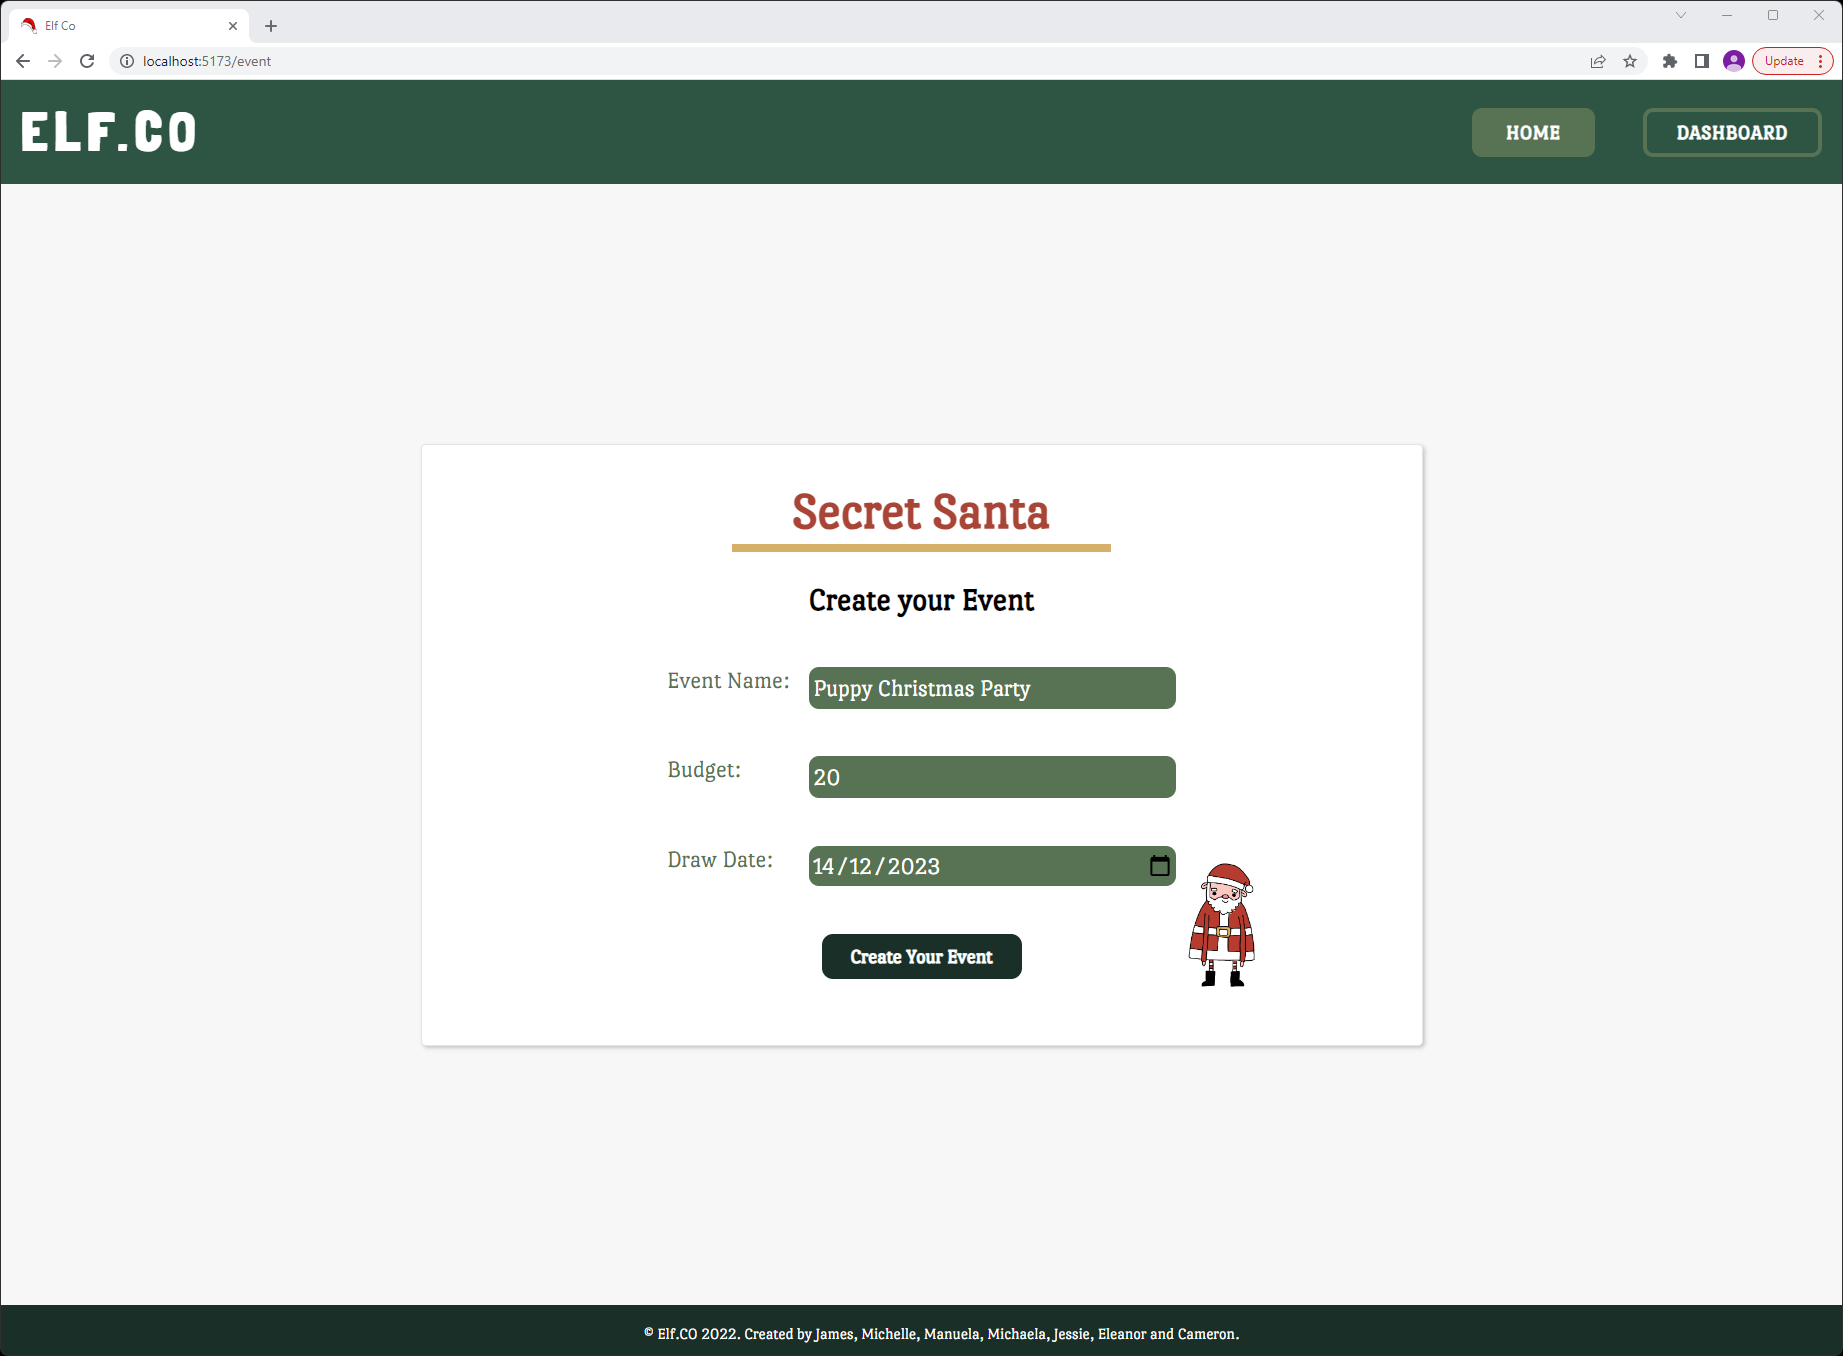 Elf Co
localhost:5173/event
Update
ELF.CO
HOME
DASHBOARD
Secret Santa
Create your Event
Event Name:
Puppy Christmas Party
Budget:
20
Draw Date:
14/12/2023
Create Your Event
© Elf.CO 2022. Created by James, Michelle, Manuela, Michaela, Jessie, Eleanor and Cameron.